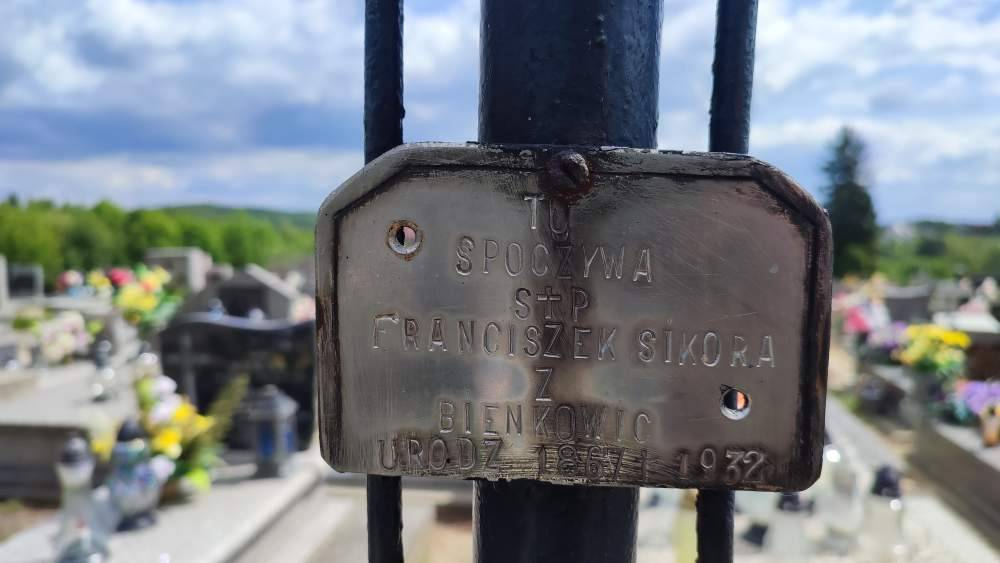 TU
SPOCZYWA
S†P
FRANCISZEK SIKORA
Z
BIENKOWIC
URODZ 1867 † 1932